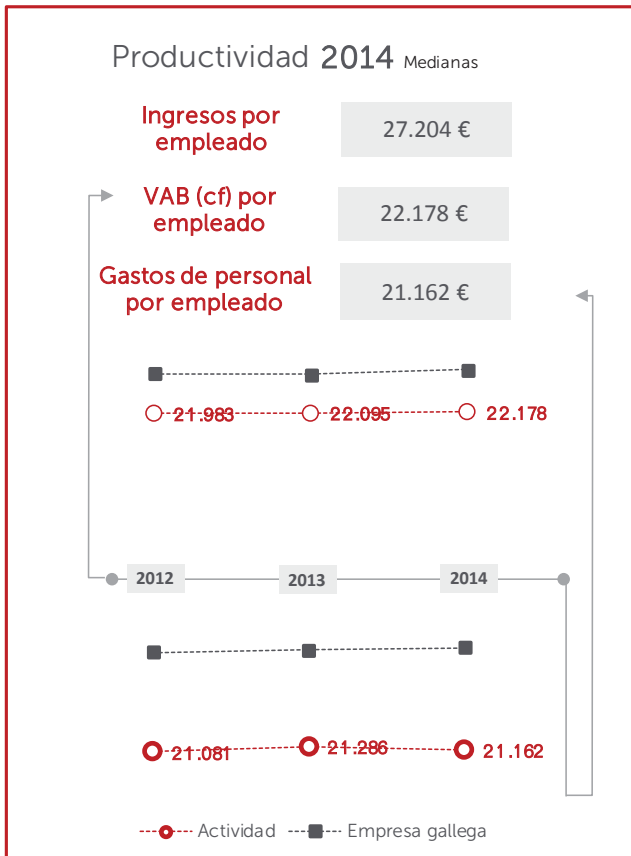 Productividad 2014 Medianas
Ingresos por
empleado
27.204 €
VAB (cf) por
empleado
22.178 €
Gastos de personal
por empleado
21.162 €
21.983 22.095 22.178
2012 2013 2014
21.081 21.286 21.162
Actividad Empresa gallega